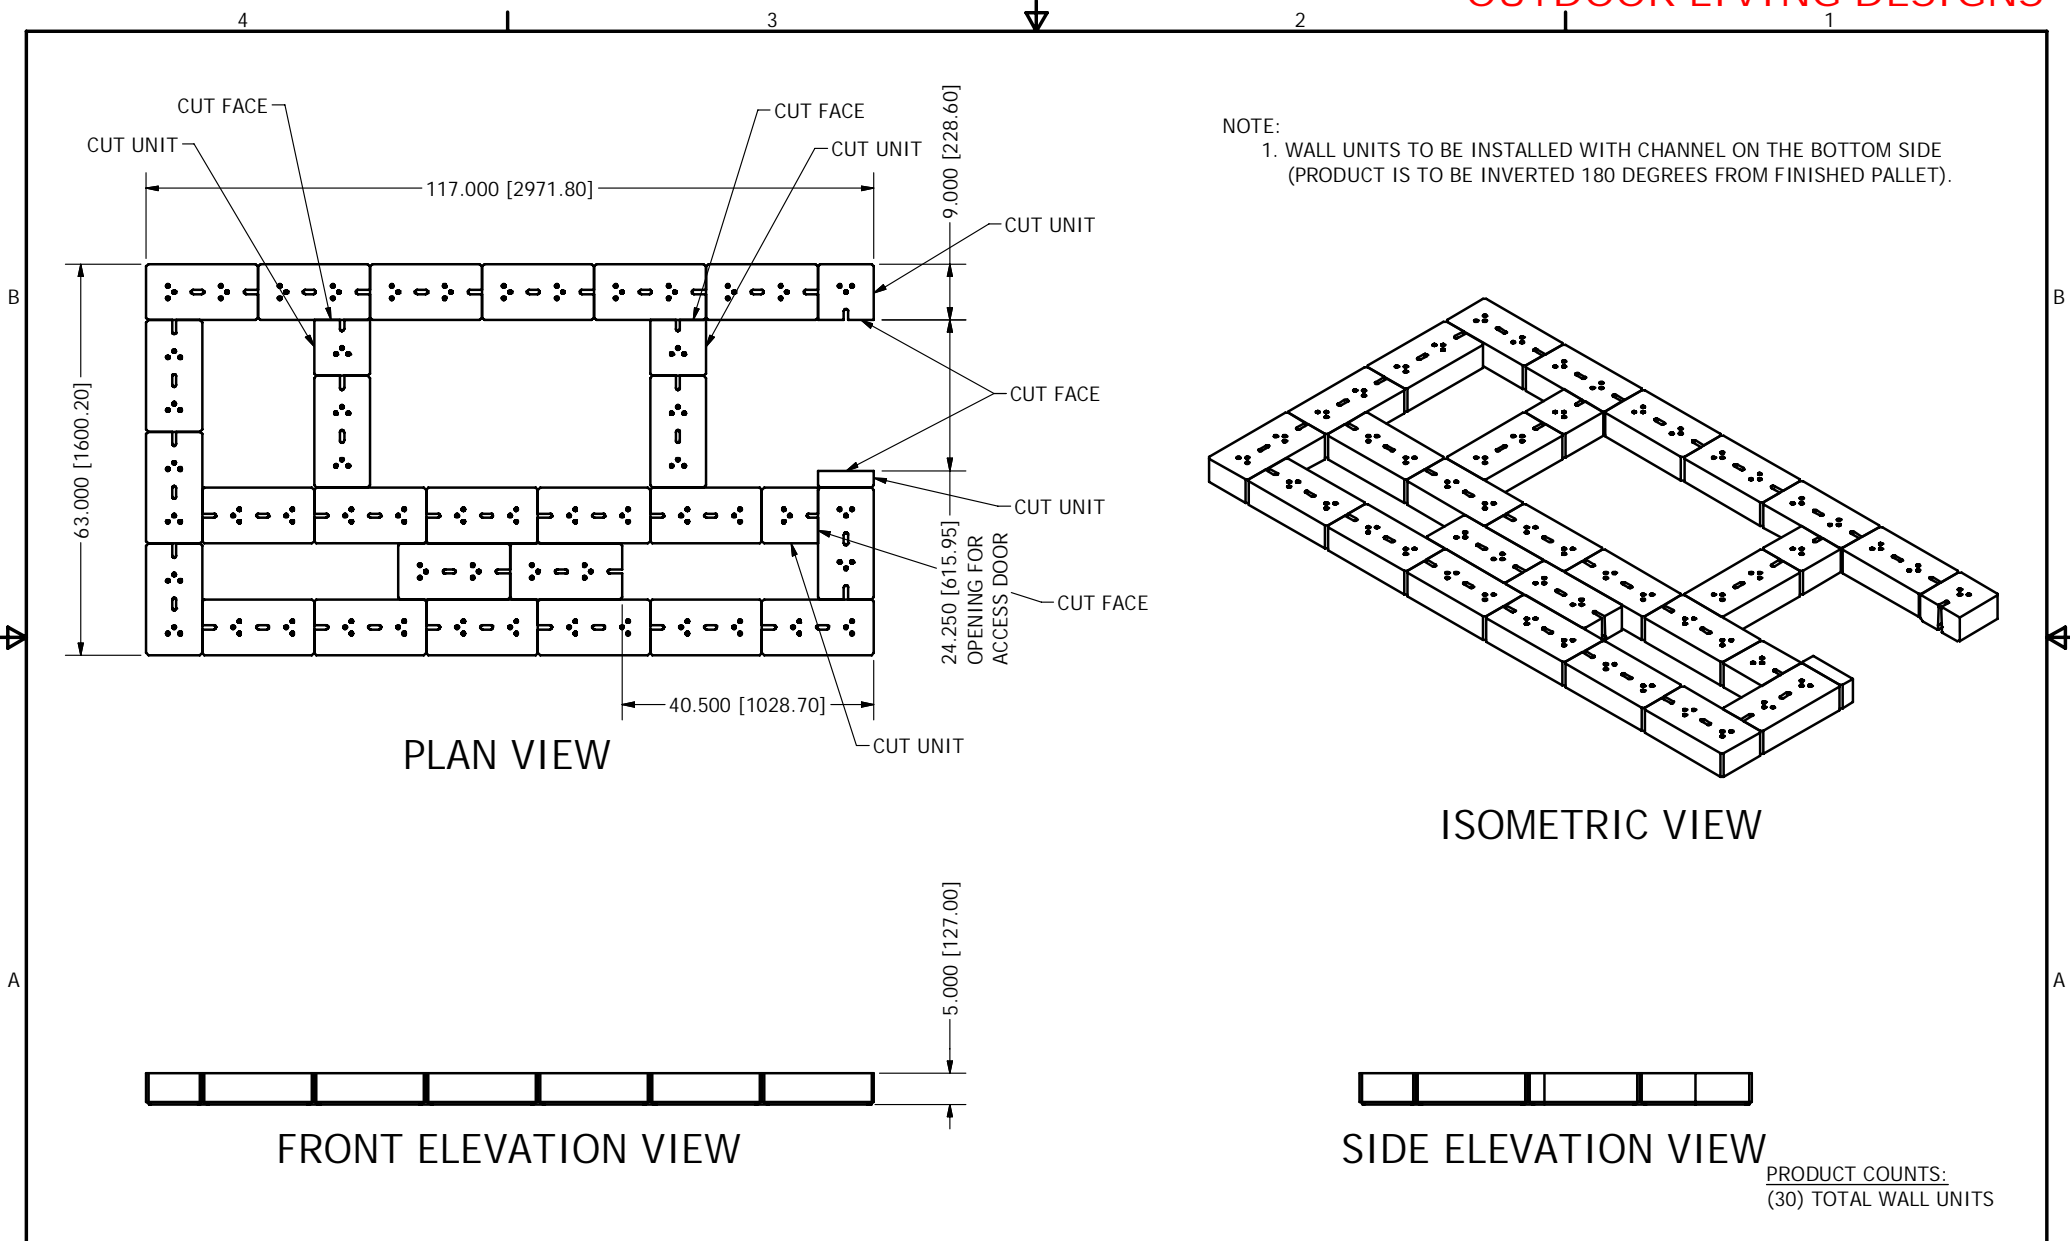 OUTDOOR LIVING DESIGNS
4 3 2 1
CUT FACE
CUT UNIT
CUT FACE
CUT UNIT
117.000 [2971.80]
9.000 [228.60]
CUT UNIT
NOTE:
1. WALL UNITS TO BE INSTALLED WITH CHANNEL ON THE BOTTOM SIDE
(PRODUCT IS TO BE INVERTED 180 DEGREES FROM FINISHED PALLET).
B B
63.000 [1600.20]
CUT FACE
CUT UNIT
24.250 [615.95]
OPENING FOR
ACCESS DOOR
CUT FACE
40.500 [1028.70]
CUT UNIT
PLAN VIEW
ISOMETRIC VIEW
A A
5.000 [127.00]
FRONT ELEVATION VIEW
SIDE ELEVATION VIEW
PRODUCT COUNTS:
(30) TOTAL WALL UNITS